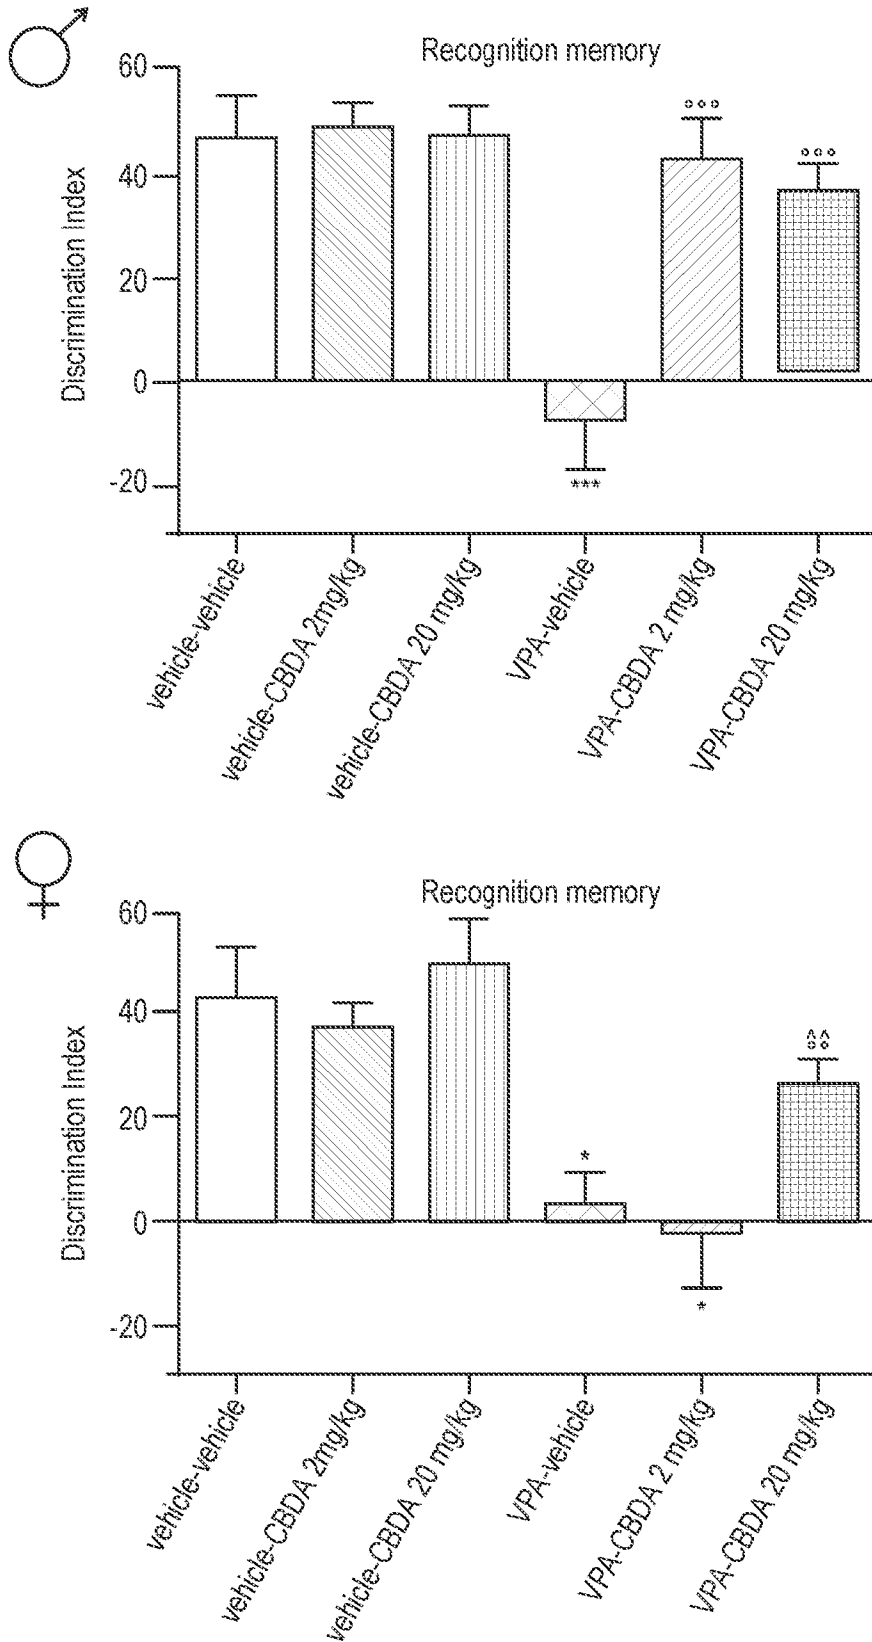 Recognition memory
60
40
20
0
-20
Discrimination Index
°°°
°°°
***
vehicle-vehicle
vehicle-CBDA 2mg/kg
vehicle-CBDA 20 mg/kg
VPA-vehicle
VPA-CBDA 2 mg/kg
VPA-CBDA 20 mg/kg
Recognition memory
60
40
20
0
-20
Discrimination Index
^^
°°
*
*
vehicle-vehicle
vehicle-CBDA 2mg/kg
vehicle-CBDA 20 mg/kg
VPA-vehicle
VPA-CBDA 2 mg/kg
VPA-CBDA 20 mg/kg